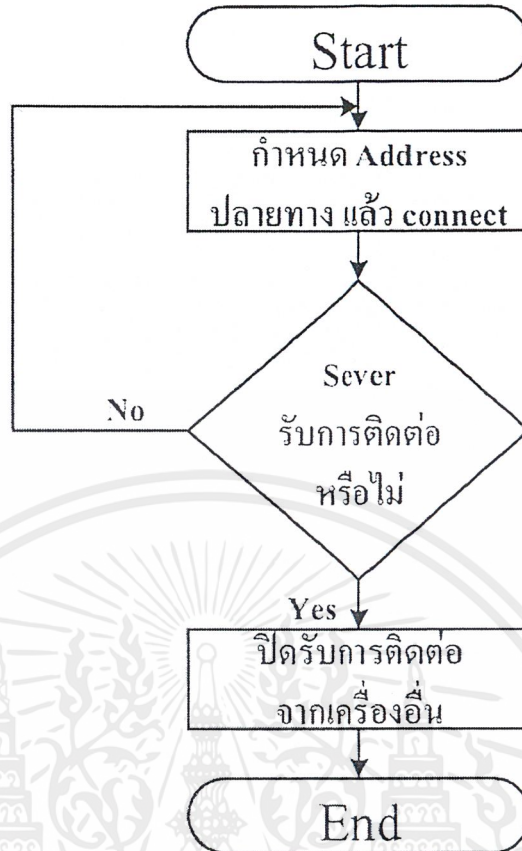 Start
กำหนด Address
ปลายทาง แล้ว connect
Sever
รับการติดต่อ
หรือไม่
No
Yes
ปิดรับการติดต่อ
จากเครื่องอื่น
End